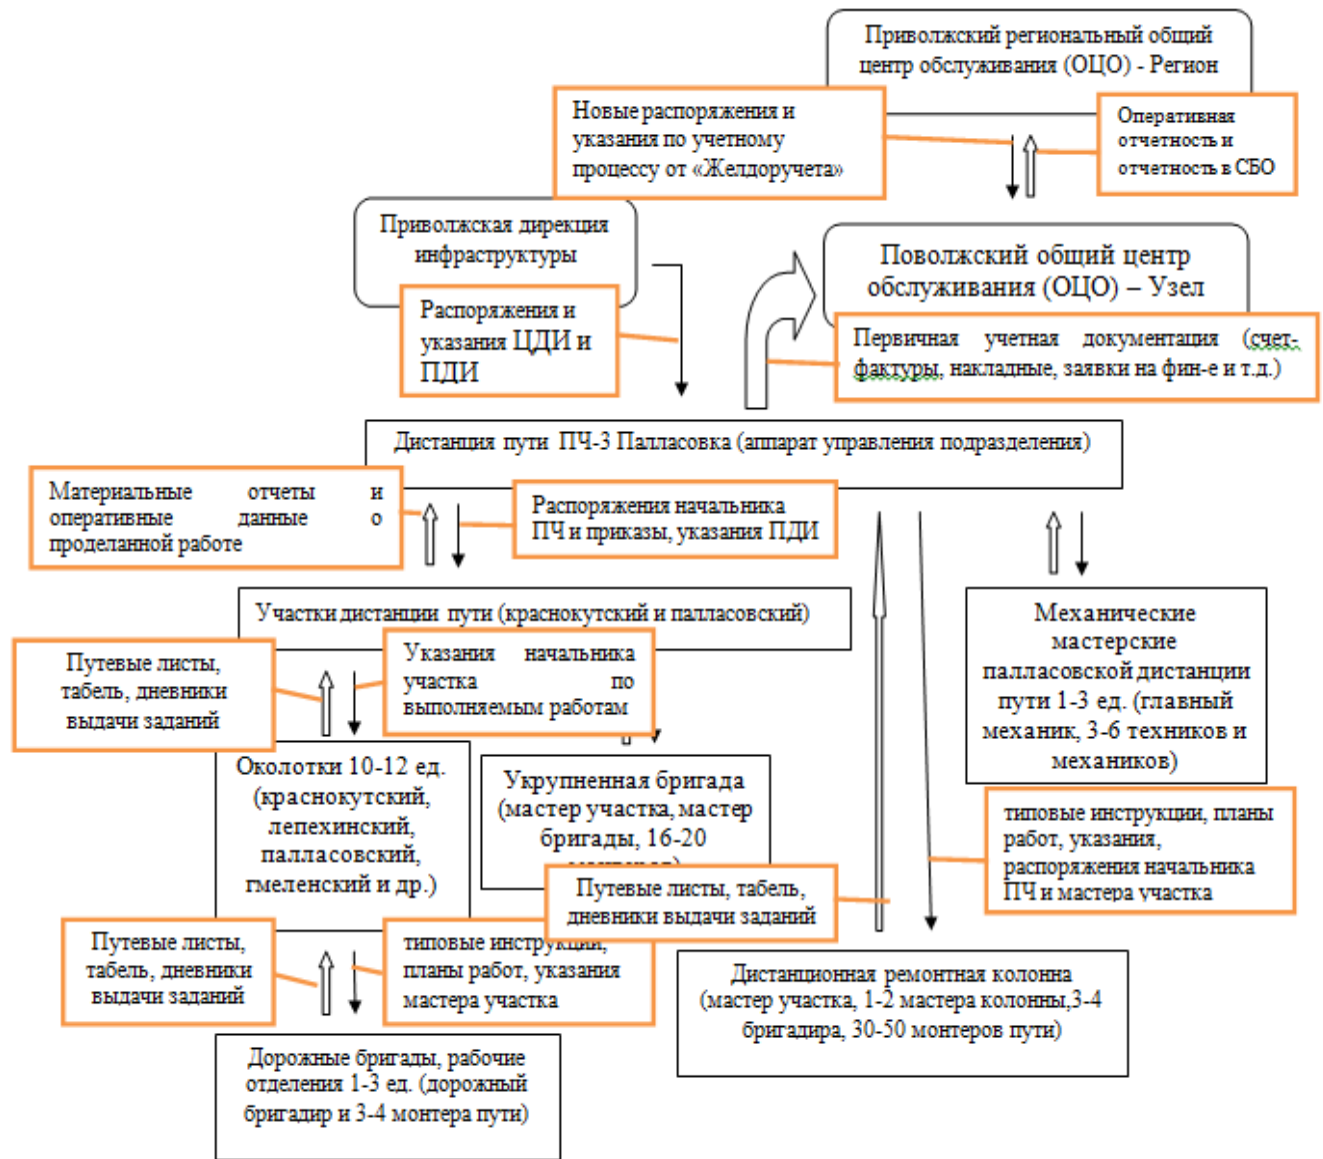 Приволжский региональный общий
центр обслуживания (ОЦО) - Регион
Новые распоряжения и
указания по учетному
процессу от «Желдоручета»
Оперативная
отчетность и
отчетность в СБО
Приволжская дирекция
инфраструктуры
Распоряжения и
указания ЦДИ и
ПДИ
Поволжский общий центр
обслуживания (ОЦО) – Узел
Первичная учетная документация (счет-
фактуры, накладные, заявки на фин-е и т.д.)
Дистанция пути ПЧ-3 Палласовка (аппарат управления подразделения)
Материальные отчеты и
оперативные данные о
проделанной работе
Распоряжения начальника
ПЧ и приказы, указания ПДИ
Участки дистанции пути (краснокутский и палласовский)
Механические
мастерские
палласовской дистанции
пути 1-3 ед. (главный
механик, 3-6 техников и
механиков)
Путевые листы,
табель, дневники
выдачи заданий
Указания начальника
участка по
выполняемым работам
Околотки 10-12 ед.
(краснокутский,
лепехинский,
палласовский,
гмеленский и др.)
Укрупненная бригада
(мастер участка, мастер
бригады, 16-20
типовые инструкции, планы
работ, указания,
распоряжения начальника
ПЧ и мастера участка
Путевые листы, табель,
дневники выдачи заданий
Путевые листы,
табель, дневники
выдачи заданий
типовые инструкции,
планы работ, указания
мастера участка
Дистанционная ремонтная колонна
(мастер участка, 1-2 мастера колонны,3-4
бригадира, 30-50 монтеров пути)
Дорожные бригады, рабочие
отделения 1-3 ед. (дорожный
бригадир и 3-4 монтера пути)